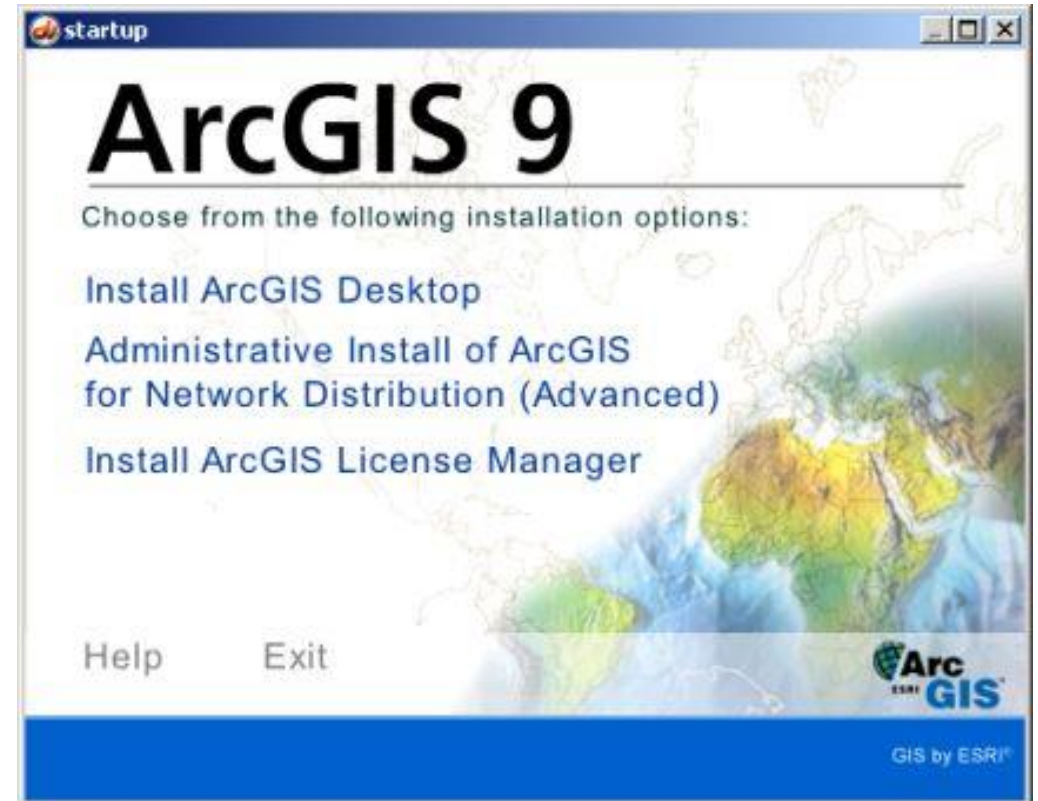 startup
ArcGIS 9
Choose from the following installation options:
Install ArcGIS Desktop
Administrative Install of ArcGIS
for Network Distribution (Advanced)
Install ArcGIS License Manager
Help Exit
Arc
ESRI GIS
GIS by ESRI®